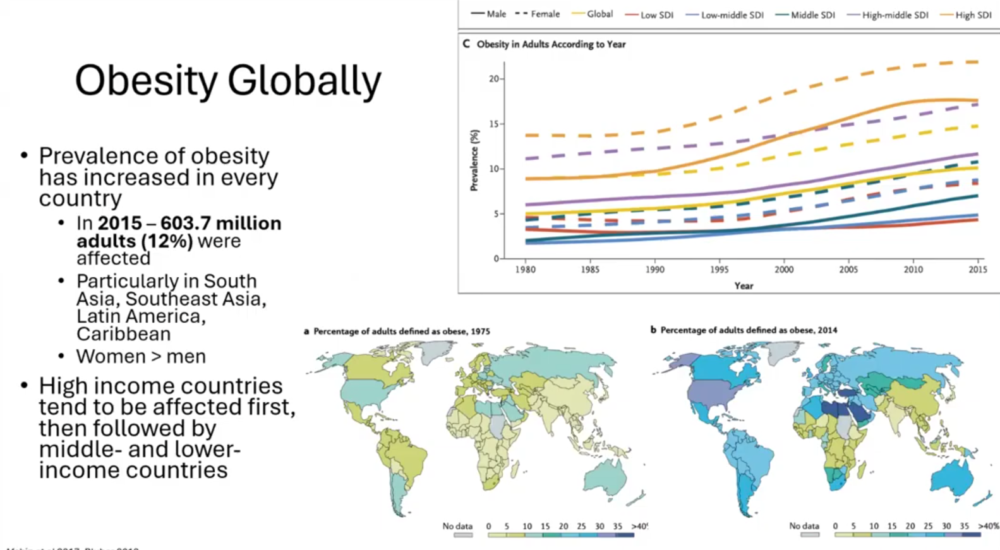 Obesity Globally
• Prevalence of obesity
has increased in every
country
• In 2015 – 603.7 million
adults (12%) were
affected
• Particularly in South
Asia, Southeast Asia,
Latin America,
Caribbean
• Women > men
• High income countries
tend to be affected first,
then followed by
middle- and lower-
income countries
Male Female Global Low SDI Low-middle SDI Middle SDI High-middle SDI High SDI
C Obesity in Adults According to Year
Prevalence (%)
20
15
10
5
0
1980 1985 1990 1995 2000 2005 2010 2015
Year
a Percentage of adults defined as obese, 1975
No data 0 5 10 15 20 25 30 35 >40
b Percentage of adults defined as obese, 2014
No data 0 5 10 15 20 25 30 35 >40%